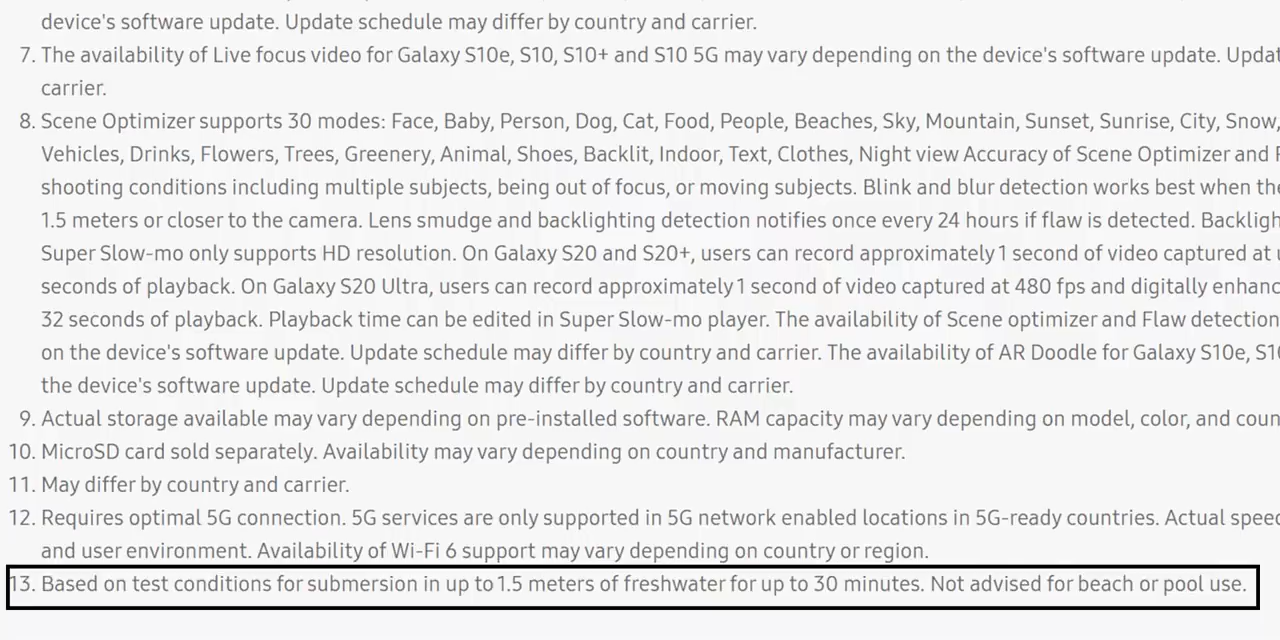 device's software update. Update schedule may differ by country and carrier.
7. The availability of Live focus video for Galaxy S10e, S10, S10+ and S10 5G may vary depending on the device's software update.
carrier.
8. Scene Optimizer supports 30 modes: Face, Baby, Person, Dog, Cat, Food, People, Beaches, Sky, Mountain, Sunset, Sunrise, City, Snow,
Vehicles, Drinks, Flowers, Trees, Greenery, Animal, Shoes, Backlit, Indoor, Text, Clothes, Night view Accuracy of Scene Optimizer and
shooting conditions including multiple subjects, being out of focus, or moving subjects. Blink and blur detection works best when
1.5 meters or closer to the camera. Lens smudge and backlighting detection notifies once every 24 hours if flaw is detected.
Super Slow-mo only supports HD resolution. On Galaxy S20 and S20+, users can record approximately 1 second of video captured at
seconds of playback. On Galaxy S20 Ultra, users can record approximately 1 second of video captured at 480 fps and digitally
32 seconds of playback. Playback time can be edited in Super Slow-mo player. The availability of Scene optimizer and Flaw detection
on the device's software update. Update schedule may differ by country and carrier. The availability of AR Doodle for Galaxy S10e,
the device's software update. Update schedule may differ by country and carrier.
9. Actual storage available may vary depending on pre-installed software. RAM capacity may vary depending on model, color, and
10. MicroSD card sold separately. Availability may vary depending on country and manufacturer.
11. May differ by country and carrier.
12. Requires optimal 5G connection. 5G services are only supported in 5G network enabled locations in 5G-ready countries. Actual
and user environment. Availability of Wi-Fi 6 support may vary depending on country or region.
13. Based on test conditions for submersion in up to 1.5 meters of freshwater for up to 30 minutes. Not advised for beach or pool use.